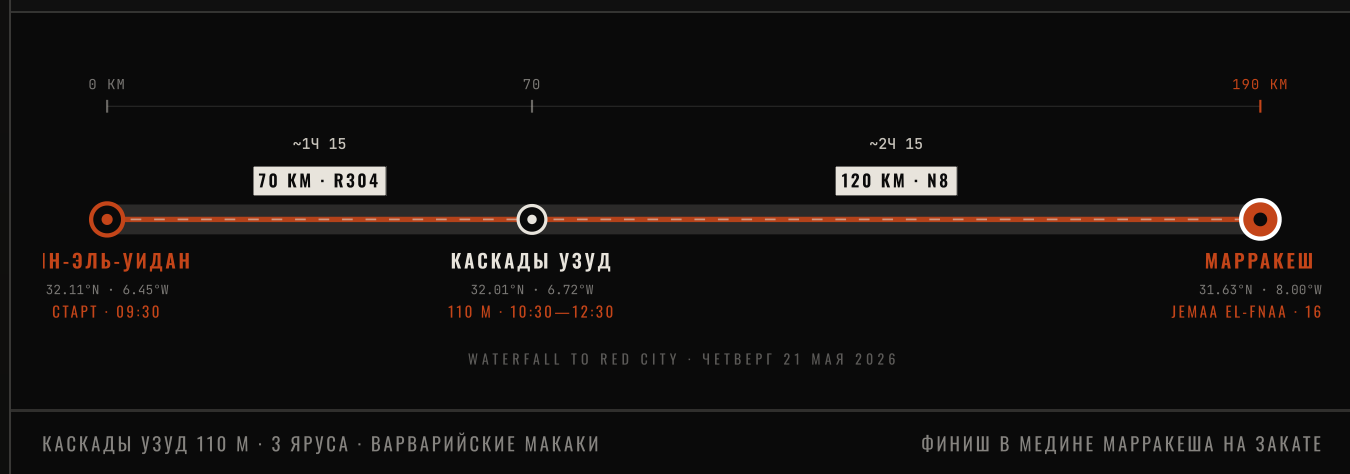 0 КМ
70
190 КМ
~1Ч 15
~2Ч 15
70 КМ · R304
120 КМ · N8
Н-ЭЛЬ-УИДАН
КАСКАДЫ УЗУД
МАРРАКЕШ
32.11°N · 6.45°W
32.01°N · 6.72°W
31.63°N · 8.00°W
СТАРТ · 09:30
110 М · 10:30—12:30
JEMAA EL-FNAA · 16
WATERFALL TO RED CITY · ЧЕТВЕРГ 21 МАЯ 2026
КАСКАДЫ УЗУД 110 М · 3 ЯРУСА · ВАРВАРИЙСКИЕ МАКАКИ
ФИНИШ В МЕДИНЕ МАРРАКЕША НА ЗАКАТЕ